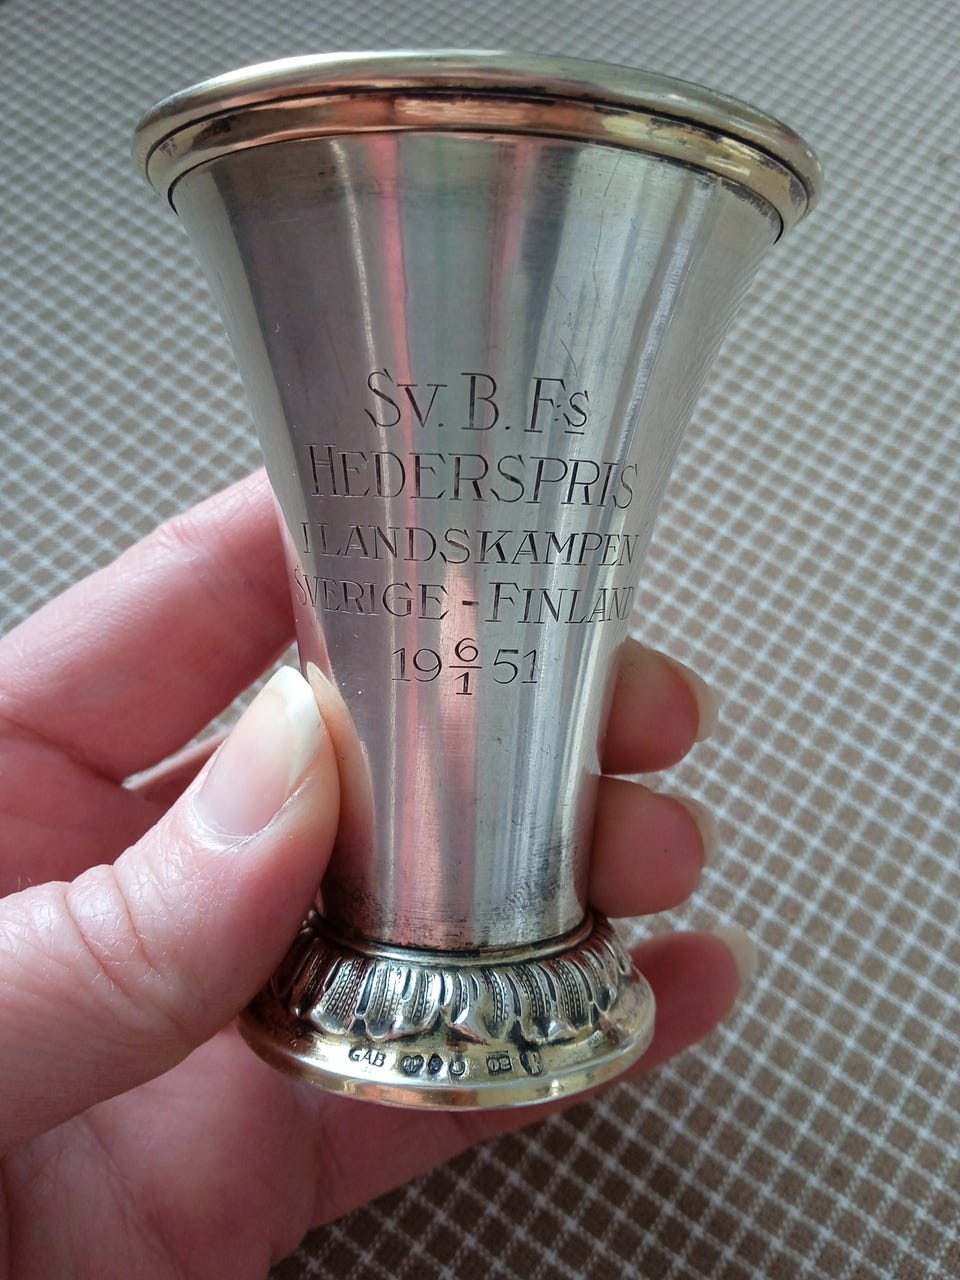 Sv. B. F:s
HEDERSPRIS
I LANDSKAMPEN
SVERIGE - FINLAND
19 6/1 51
GAB